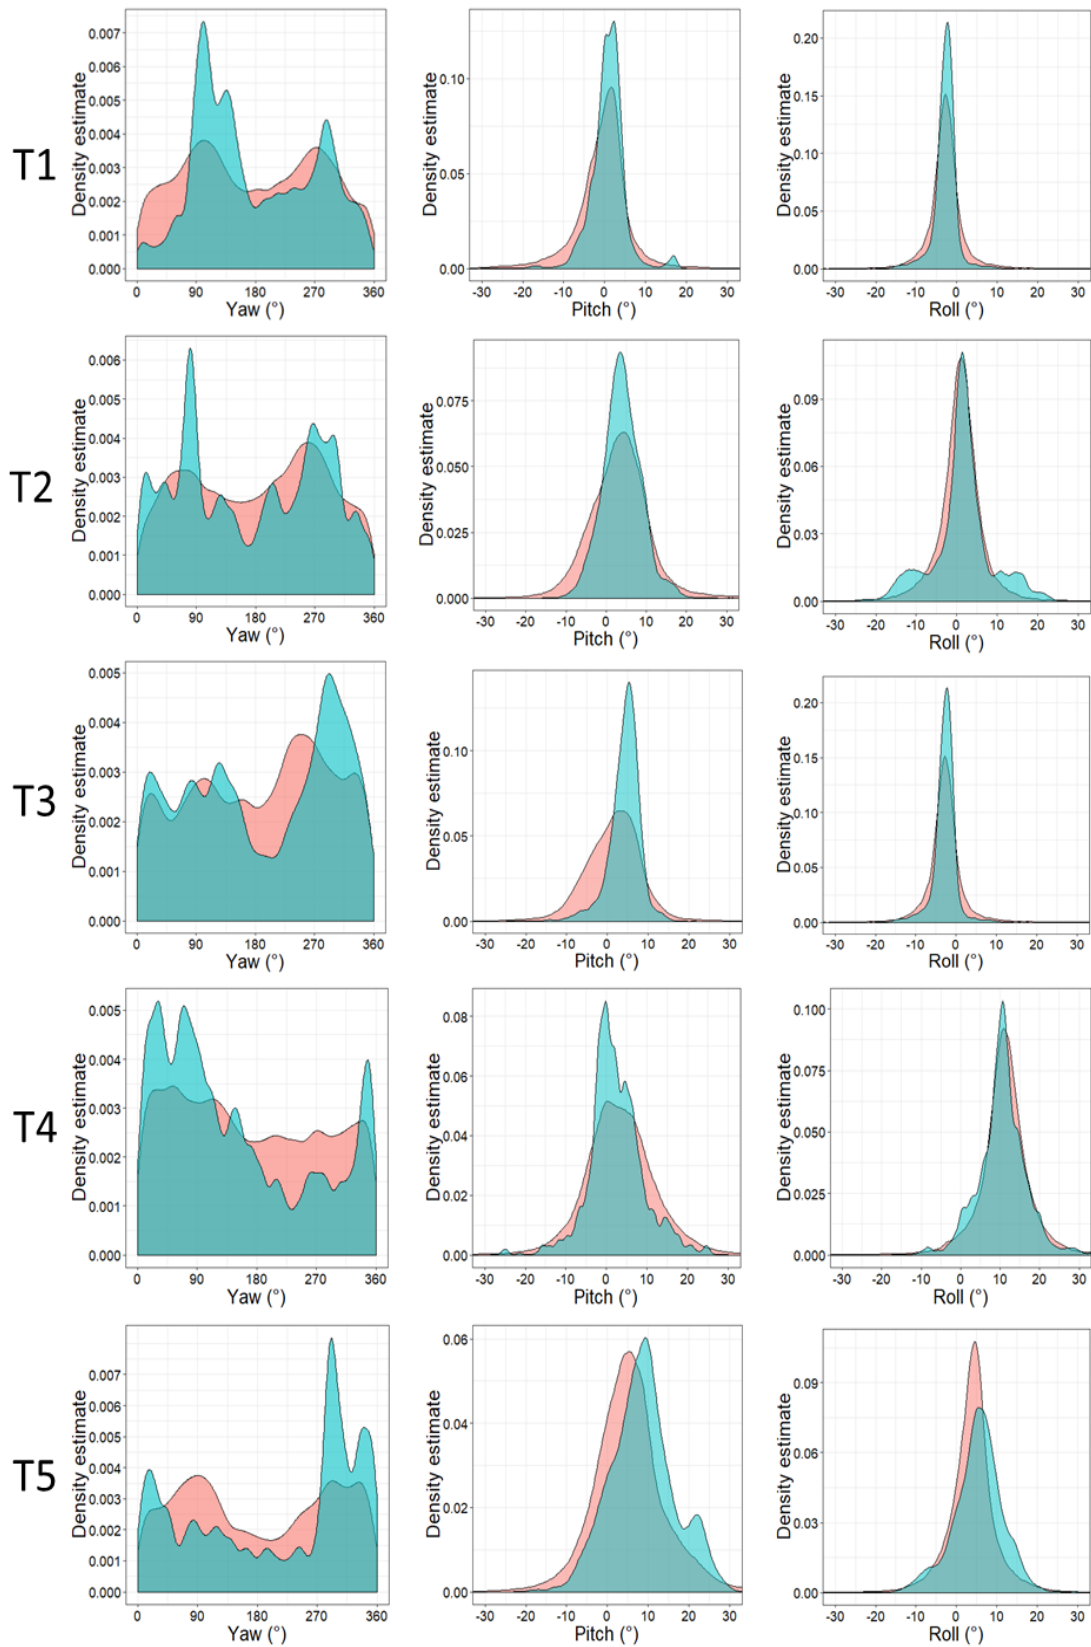 T1
Density estimate
0.007
0.006
0.005
0.004
0.003
0.002
0.001
0.000
0 90 180 270 360
Yaw (°)
Density estimate
0.10
0.05
0.00
-30 -20 -10 0 10 20 30
Pitch (°)
Density estimate
0.20
0.15
0.10
0.05
0.00
-30 -20 -10 0 10 20 30
Roll (°)
T2
Density estimate
0.006
0.005
0.004
0.003
0.002
0.001
0.000
0 90 180 270 360
Yaw (°)
Density estimate
0.075
0.050
0.025
0.000
-30 -20 -10 0 10 20 30
Pitch (°)
Density estimate
0.09
0.06
0.03
0.00
-30 -20 -10 0 10 20 30
Roll (°)
T3
Density estimate
0.005
0.004
0.003
0.002
0.001
0.000
0 90 180 270 360
Yaw (°)
Density estimate
0.10
0.05
0.00
-30 -20 -10 0 10 20 30
Pitch (°)
Density estimate
0.20
0.15
0.10
0.05
0.00
-30 -20 -10 0 10 20 30
Roll (°)
T4
Density estimate
0.005
0.004
0.003
0.002
0.001
0.000
0 90 180 270 360
Yaw (°)
Density estimate
0.08
0.06
0.04
0.02
0.00
-30 -20 -10 0 10 20 30
Pitch (°)
Density estimate
0.100
0.075
0.050
0.025
0.000
-30 -20 -10 0 10 20 30
Roll (°)
T5
Density estimate
0.007
0.006
0.005
0.004
0.003
0.002
0.001
0.000
0 90 180 270 360
Yaw (°)
Density estimate
0.06
0.04
0.02
0.00
-30 -20 -10 0 10 20 30
Pitch (°)
Density estimate
0.09
0.06
0.03
0.00
-30 -20 -10 0 10 20 30
Roll (°)